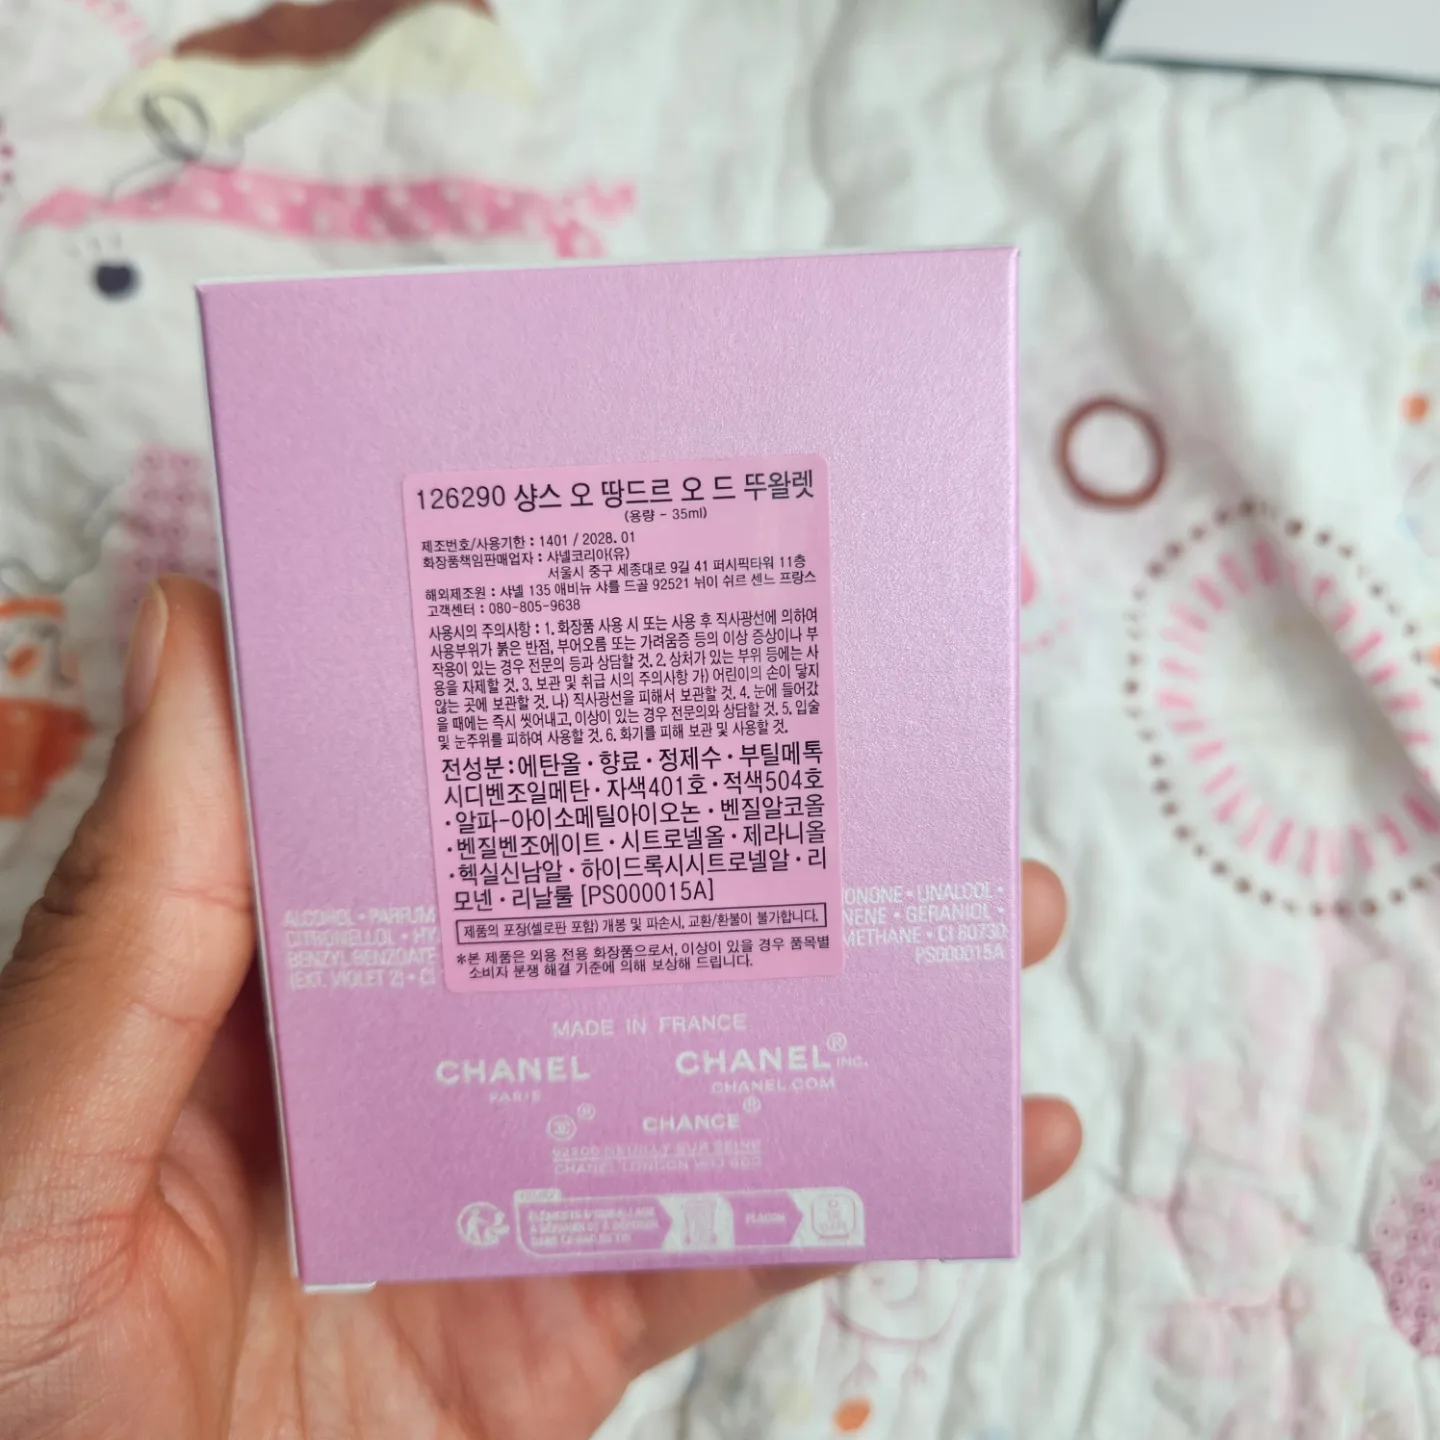 126290 샹스 오 땅드르 오 드 뚜왈렛
(용량 - 35ml)
제조번호/사용기한 : 1401 / 2028. 01
화장품책임판매업자 : 샤넬코리아(유)
서울시 중구 세종대로 9길 41 퍼시픽타워 11층
해외제조원 : 샤넬 135 애비뉴 샤를 드골 92521 뉘이 쉬르 센느 프랑스
고객센터 : 080-805-9638
사용시의 주의사항 : 1. 화장품 사용 시 또는 사용 후 직사광선에 의하여
사용부위가 붉은 반점, 부어오름 또는 가려움증 등의 이상 증상이나 부
작용이 있는 경우 전문의 등과 상담할 것. 2. 상처가 있는 부위 등에는 사
용을 자제할 것. 3. 보관 및 취급 시의 주의사항 가) 어린이의 손이 닿지
않는 곳에 보관할 것. 나) 직사광선을 피해서 보관할 것. 4. 눈에 들어갔
을 때에는 즉시 씻어내고, 이상이 있는 경우 전문의와 상담할 것. 5. 입술
및 눈주위를 피하여 사용할 것. 6. 화기를 피해 보관 및 사용할 것.
전성분 : 에탄올 · 향료 · 정제수 · 부틸메톡
시디벤조일메탄 · 자색401호 · 적색504호
· 알파-아이소메틸아이오논 · 벤질알코올
· 벤질벤조에이트 · 시트로넬올 · 제라니올
· 헥실신남알 · 하이드록시시트로넬알 · 리
모넨 · 리날룰 [PS000015A]
제품의 포장(셀로판 포함) 개봉 및 파손시, 교환/환불이 불가합니다.
*본 제품은 외용 전용 화장품으로서, 이상이 있을 경우 품목별
소비자 분쟁 해결 기준에 의해 보상해 드립니다.
ALCOHOL • PARFUM ONONE • LINALOOL •
CITRONELLOL • HY NENE • GERANIOL •
BENZYL BENZOATE METHANE • CI 60730
(EXT. VIOLET 2) • CI PS000015A
MADE IN FRANCE
CHANEL CHANEL® INC.
PARIS CHANEL.COM
® CHANCE®
92200 NEUILLY SUR SEINE
CHANEL LONDON W1J
ÉLÉMENTS D'EMBALLAGE
À DÉPOSER
FLACON